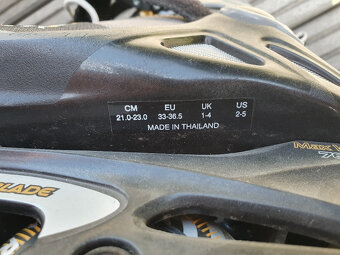 CM EU UK US
21.0-23.0 33-36.5 1-4 2-5
MADE IN THAILAND
BLADE